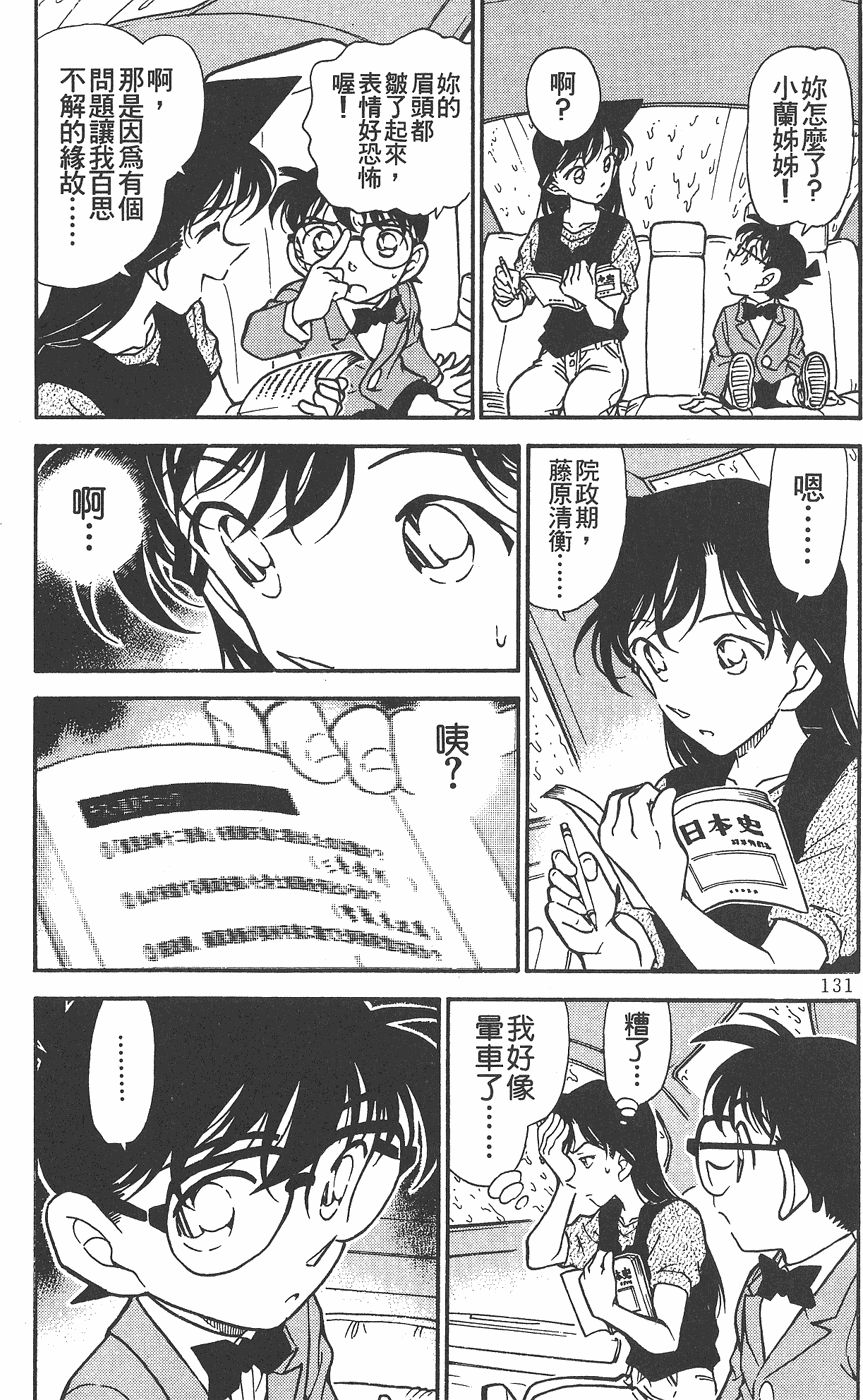 妳怎麼了？
小蘭姊姊！
啊？
妳的
眉頭都
皺了起來，
表情好恐怖
喔！
啊，
那是因爲有個
問題讓我百思
不解的緣故……
嗯……
院政期，
藤原清衡……
日本史
啊…
咦？
131
糟了…
我好像
暈車了……
本史
……